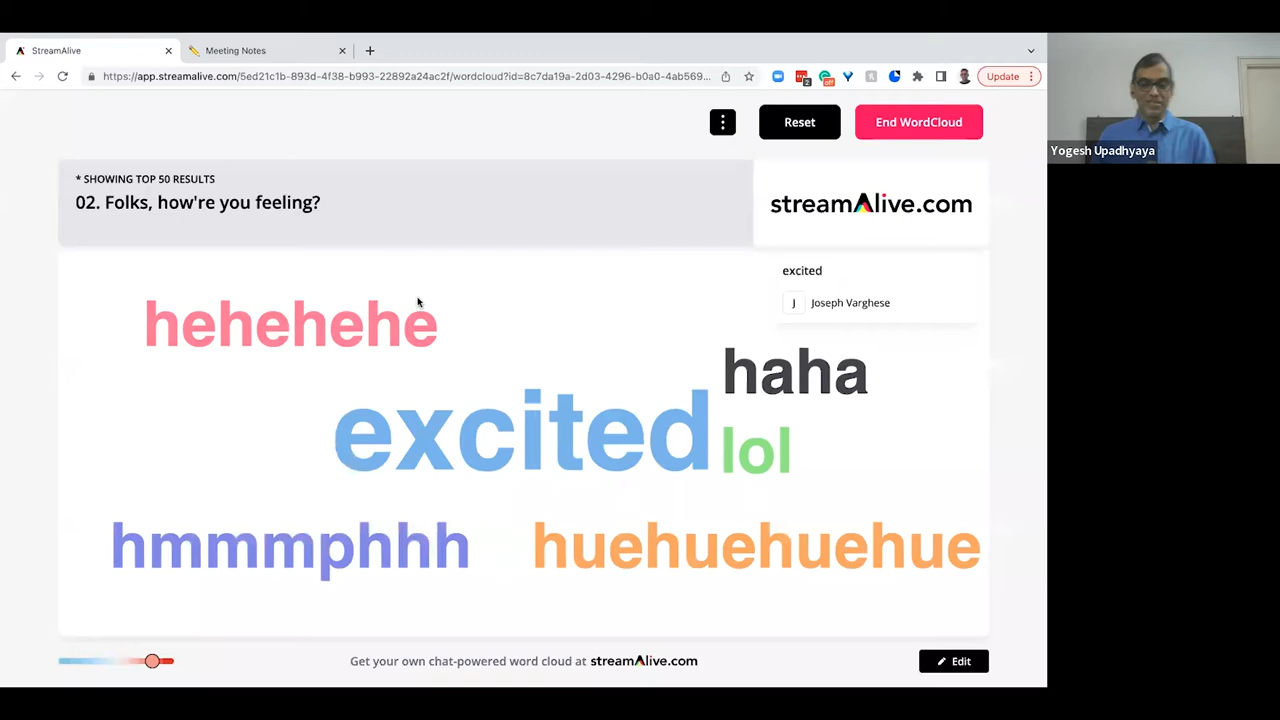 StreamAlive
Meeting Notes
https://app.streamalive.com/5ed21c1b-893d-4f38-b993-22892a24ac2f/wordcloud?id=8c7da19a-2d03-4296-b0a0-4ab569...
2
off
Update
Reset
End WordCloud
Yogesh Upadhyaya
* SHOWING TOP 50 RESULTS
02. Folks, how're you feeling?
streamAlive.com
excited
J Joseph Varghese
hehehehe
haha
excited
lol
hmmmphhh
huehuehuehue
Get your own chat-powered word cloud at streamAlive.com
Edit